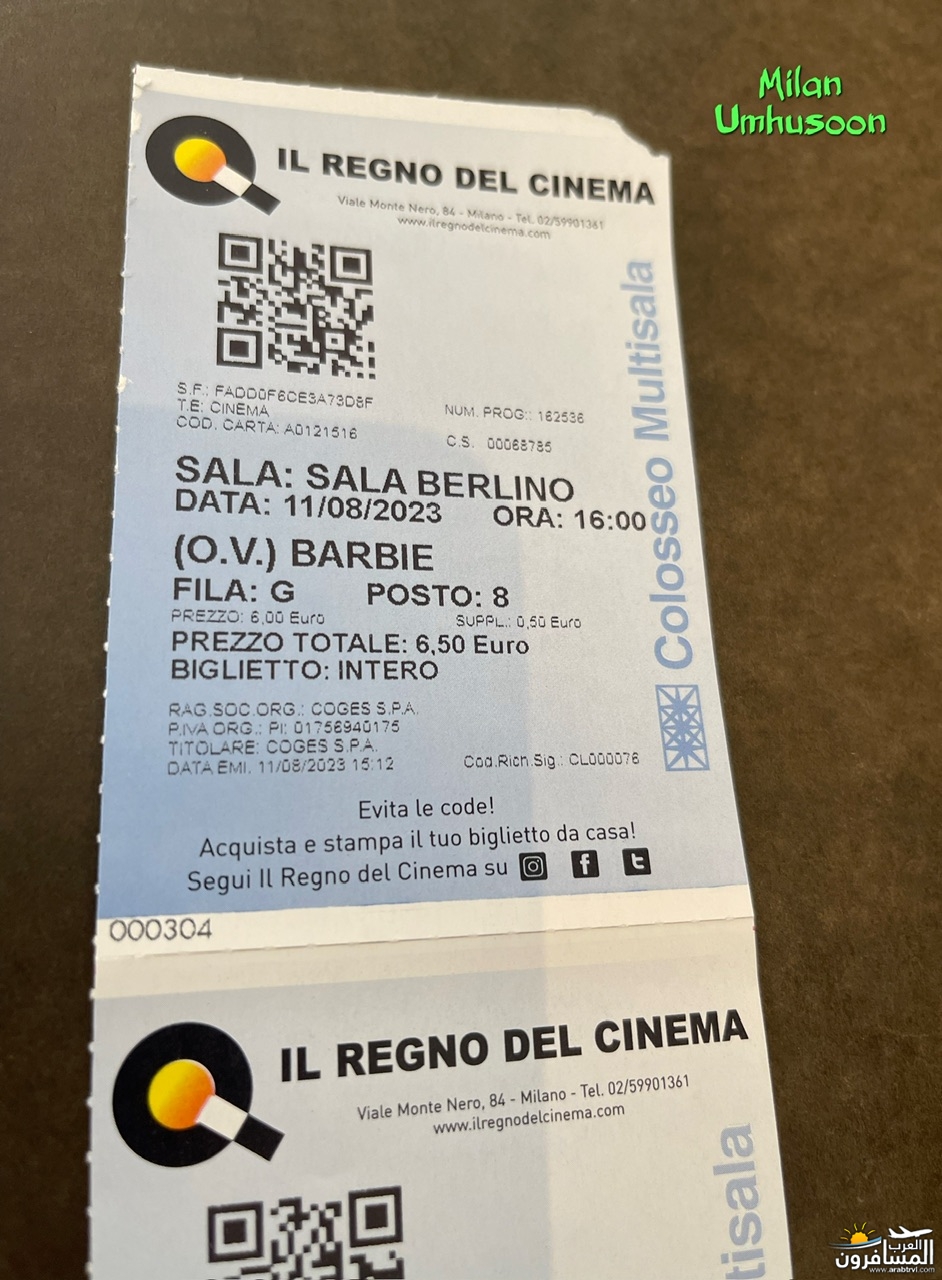 Milan
Umhusoon
IL REGNO DEL CINEMA
Viale Monte Nero, 84 - Milano - Tel. 02/59901361
www.ilregnodelcinema.com
S.F.: FADD0F6CE3A73D8F
T.E: CINEMA
COD. CARTA: A0121516
NUM. PROG.: 162536
C.S. 00068785
SALA: SALA BERLINO
DATA: 11/08/2023 ORA: 16:00
(O.V.) BARBIE
FILA: G POSTO: 8
PREZZO: 6,00 Euro SUPPL.: 0,50 Euro
PREZZO TOTALE: 6,50 Euro
BIGLIETTO: INTERO
RAG.SOC.ORG.: COGES S.P.A.
P.IVA ORG.: PI: 01756940175
TITOLARE: COGES S.P.A.
DATA EMI. 11/08/2023 15:12 Cod.Rich.Sig.: CL000076
Colosseo Multisala
Evita le code!
Acquista e stampa il tuo biglietto da casa!
Segui Il Regno del Cinema su
000304
IL REGNO DEL CINEMA
Viale Monte Nero, 84 - Milano - Tel. 02/59901361
www.ilregnodelcinema.com
tisala
العرب
المسافرون
www.arabtrvl.com